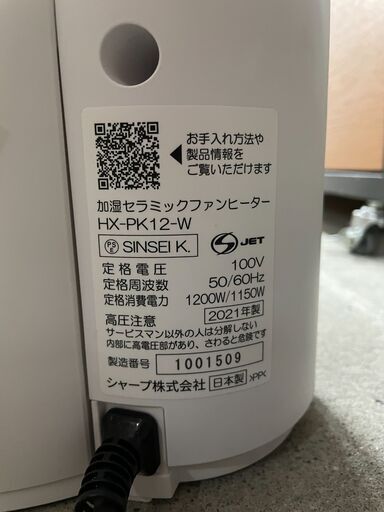 お手入れ方法や
製品情報を
ご覧いただけます
加湿セラミックファンヒーター
HX-PK12-W
PSE SINSEI K. S JET
定格電圧 100V
定格周波数 50/60Hz
定格消費電力 1200W/1150W
高圧注意 2021年製
サービスマン以外の人は分解しない
内部に高電圧部があり、さわると危険です
製造番号 1001509
シャープ株式会社 日本製 >PP<